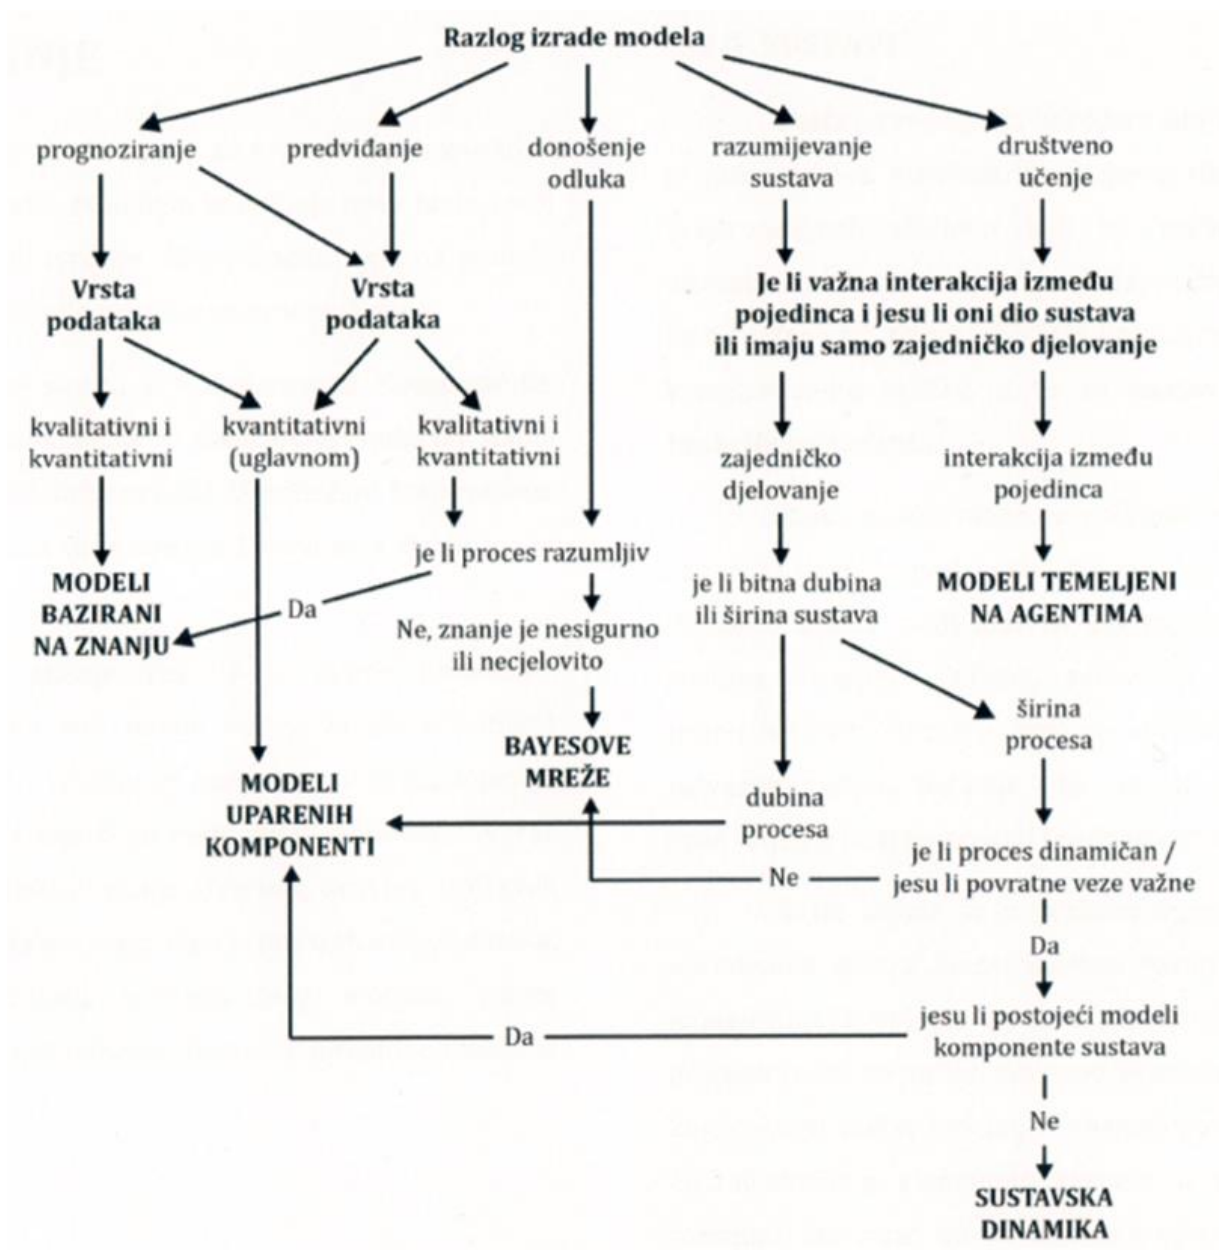 Razlog izrade modela
prognoziranje
predviđanje
donošenje
odluka
razumijevanje
sustava
društveno
učenje
Vrsta
podataka
Vrsta
podataka
Je li važna interakcija između
pojedinca i jesu li oni dio sustava
ili imaju samo zajedničko djelovanje
kvalitativni i
kvantitativni
kvantitativni
(uglavnom)
kvalitativni i
kvantitativni
zajedničko
djelovanje
interakcija između
pojedinca
je li proces razumljiv
MODELI
BAZIRANI
NA ZNANJU
Da
Ne, znanje je nesigurno
ili necjelovito
je li bitna dubina
ili širina sustava
MODELI TEMELJENI
NA AGENTIMA
širina
procesa
BAYESOVE
MREŽE
MODELI
UPARENIH
KOMPONENTI
dubina
procesa
je li proces dinamičan /
jesu li povratne veze važne
Ne
Da
jesu li postojeći modeli
komponente sustava
Da
Ne
SUSTAVSKA
DINAMIKA